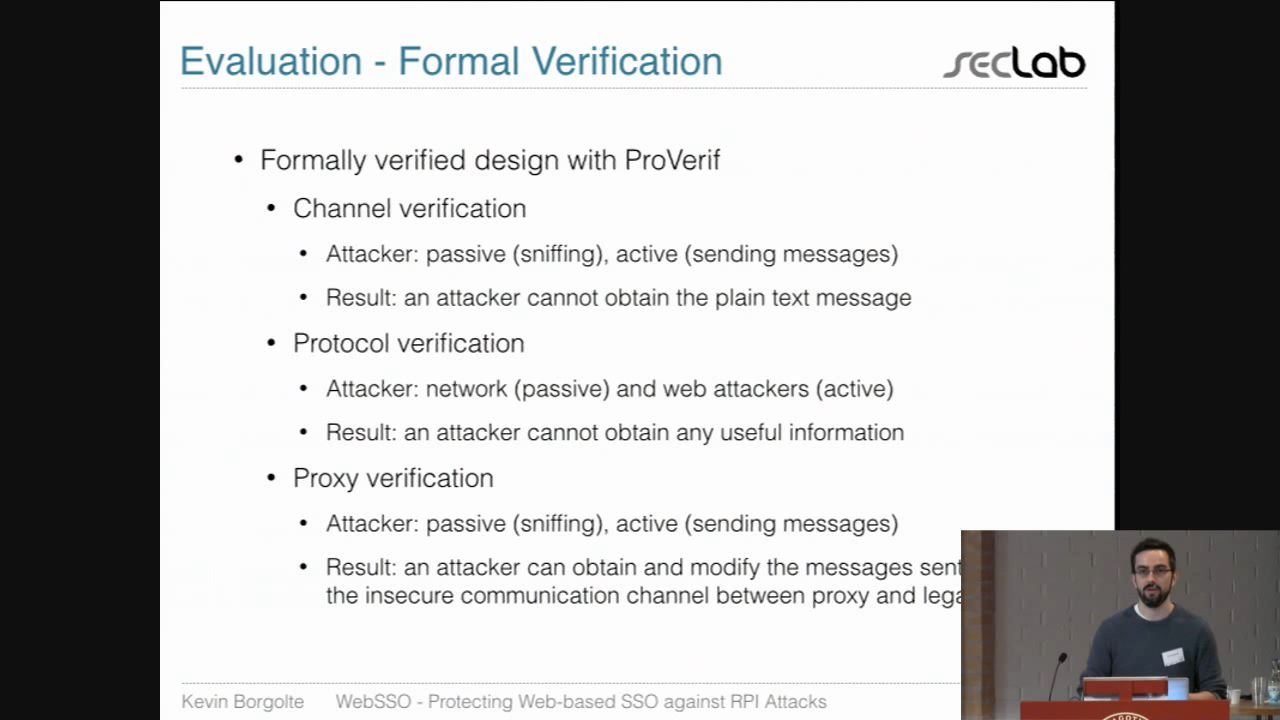 Evaluation - Formal Verification
secLab
• Formally verified design with ProVerif
• Channel verification
• Attacker: passive (sniffing), active (sending messages)
• Result: an attacker cannot obtain the plain text message
• Protocol verification
• Attacker: network (passive) and web attackers (active)
• Result: an attacker cannot obtain any useful information
• Proxy verification
• Attacker: passive (sniffing), active (sending messages)
• Result: an attacker can obtain and modify the messages sent
the insecure communication channel between proxy and lega
Kevin Borgolte WebSSO - Protecting Web-based SSO against RPI Attacks